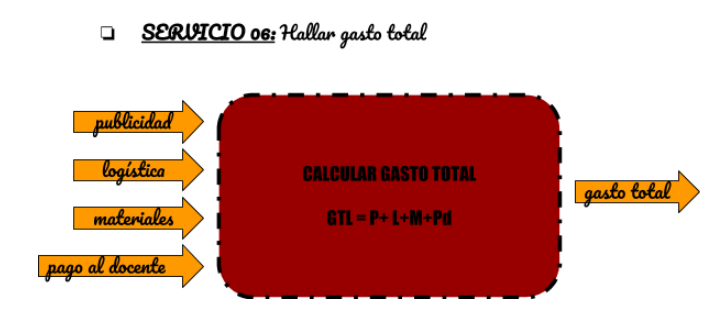 SERVICIO 06: Hallar gasto total
publicidad
logística
materiales
pago al docente
CALCULAR GASTO TOTAL
GTL = P+ L+M+Pd
gasto total